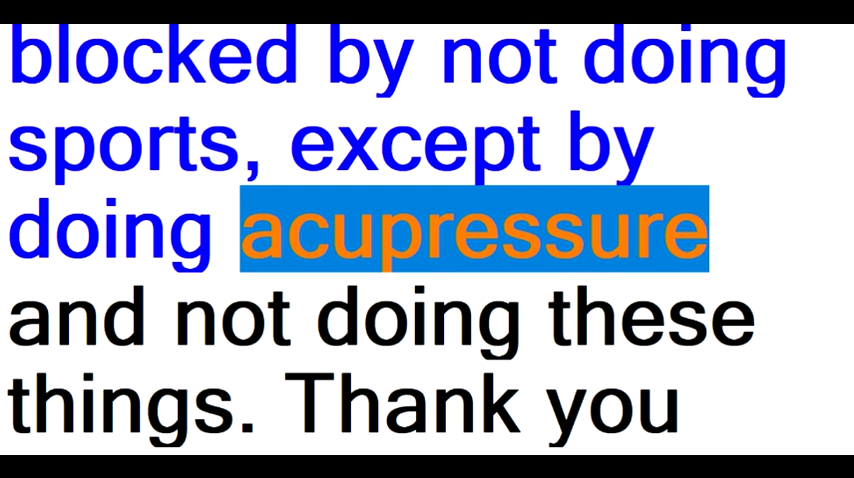 blocked by not doing
sports, except by
doing acupressure
and not doing these
things. Thank you